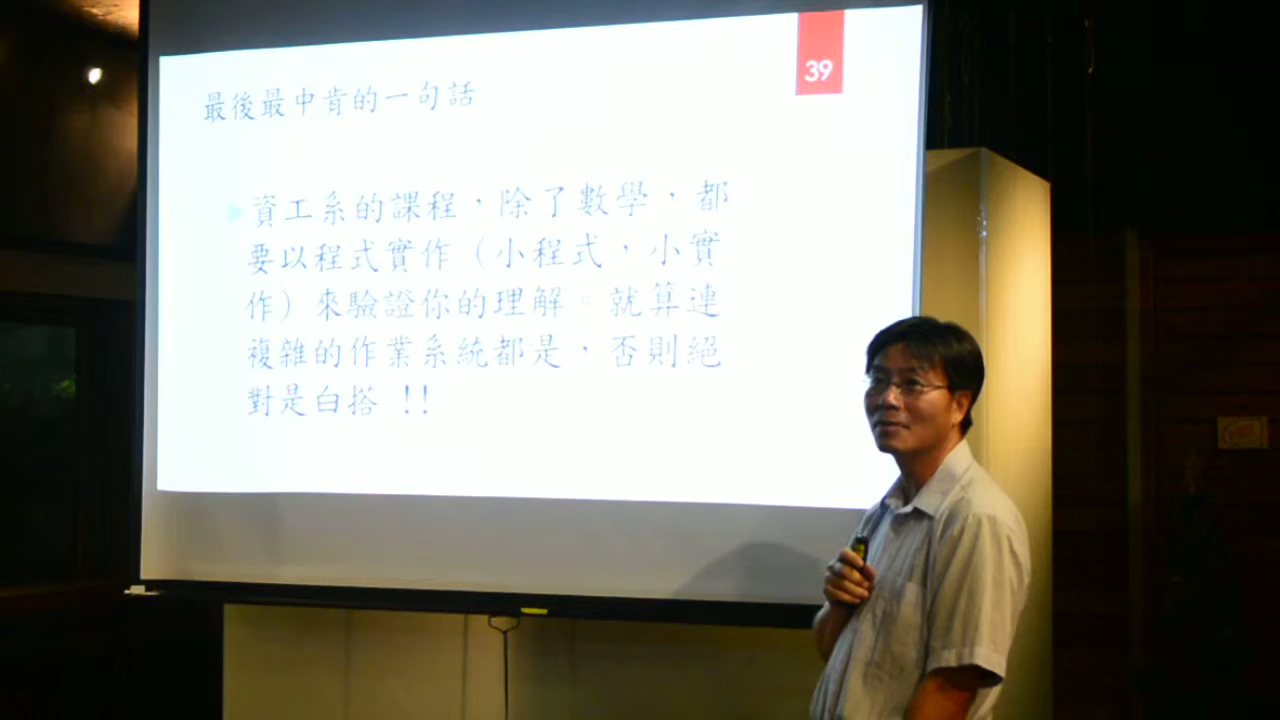 39
最後最中肯的一句話
資工系的課程，除了數學，都
要以程式實作（小程式，小實
作）來驗證你的理解。就算連
複雜的作業系統都是，否則絕
對是白搭 !!